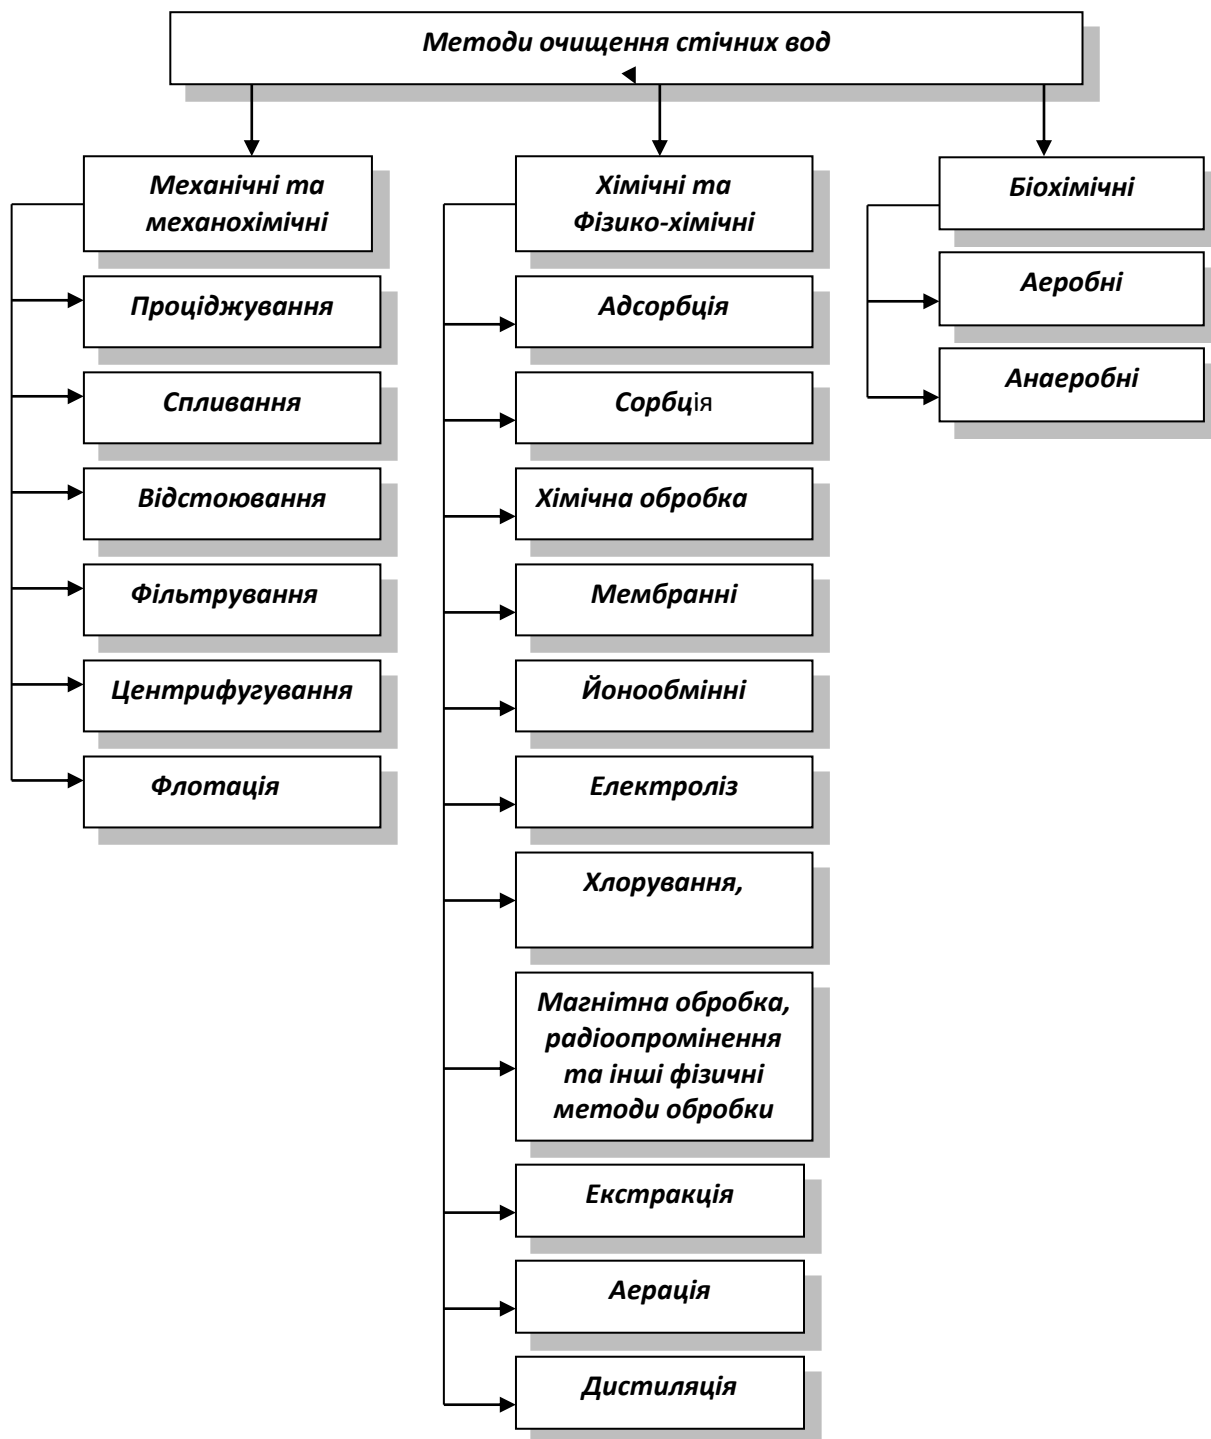 Методи очищення стічних вод
Механічні та
механохімічні
Проціджування
Спливання
Відстоювання
Фільтрування
Центрифугування
Флотація
Хімічні та
Фізико-хімічні
Адсорбція
Сорбція
Хімічна обробка
Мембранні
Йонообмінні
Електроліз
Хлорування,
Магнітна обробка,
радіоопромінення
та інші фізичні
методи обробки
Екстракція
Аерація
Дистиляція
Біохімічні
Аеробні
Анаеробні